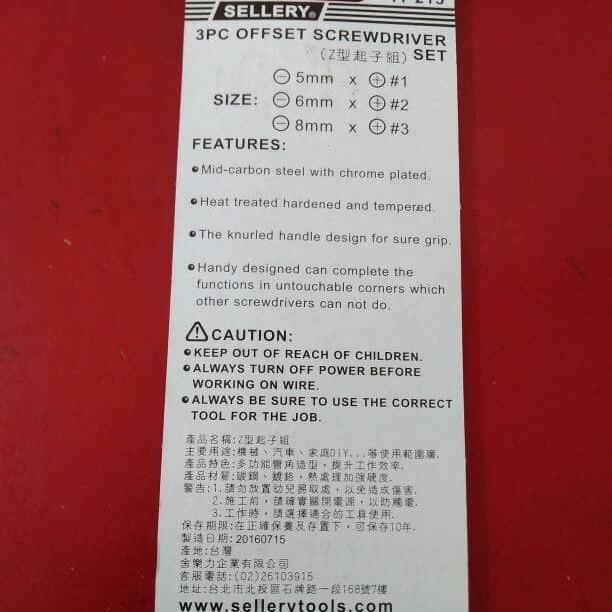 SELLERY®
3PC OFFSET SCREWDRIVER
(Z型起子組) SET
⊖ 5mm x ⊕ #1
SIZE: ⊖ 6mm x ⊕ #2
⊖ 8mm x ⊕ #3
FEATURES:
● Mid-carbon steel with chrome plated.
● Heat treated hardened and tempered.
● The knurled handle design for sure grip.
● Handy designed can complete the
functions in untouchable corners which
other screwdrivers can not do.
⚠ CAUTION:
● KEEP OUT OF REACH OF CHILDREN.
● ALWAYS TURN OFF POWER BEFORE
WORKING ON WIRE.
● ALWAYS BE SURE TO USE THE CORRECT
TOOL FOR THE JOB.
產品名稱:Z型起子組
主要用途:機械、汽車、家庭DIY...等使用範圍廣.
產品特色:多功能彎角造型，提升工作效率.
產品材質:碳鋼、鍍鉻，熱處理加強硬度.
警告:1.請勿放置幼兒易取處，以免造成傷害.
2.施工前，請確實關閉電源，以防觸電.
3.工作時，請選擇適合的工具使用.
保存期限:在正確保養及存置下，可保存10年.
製造日期:20160715
產地:台灣
舍樂力企業有限公司
客服電話:(02)26103915
地址:台北市北投區石牌路一段168號7樓
www.sellerytools.com